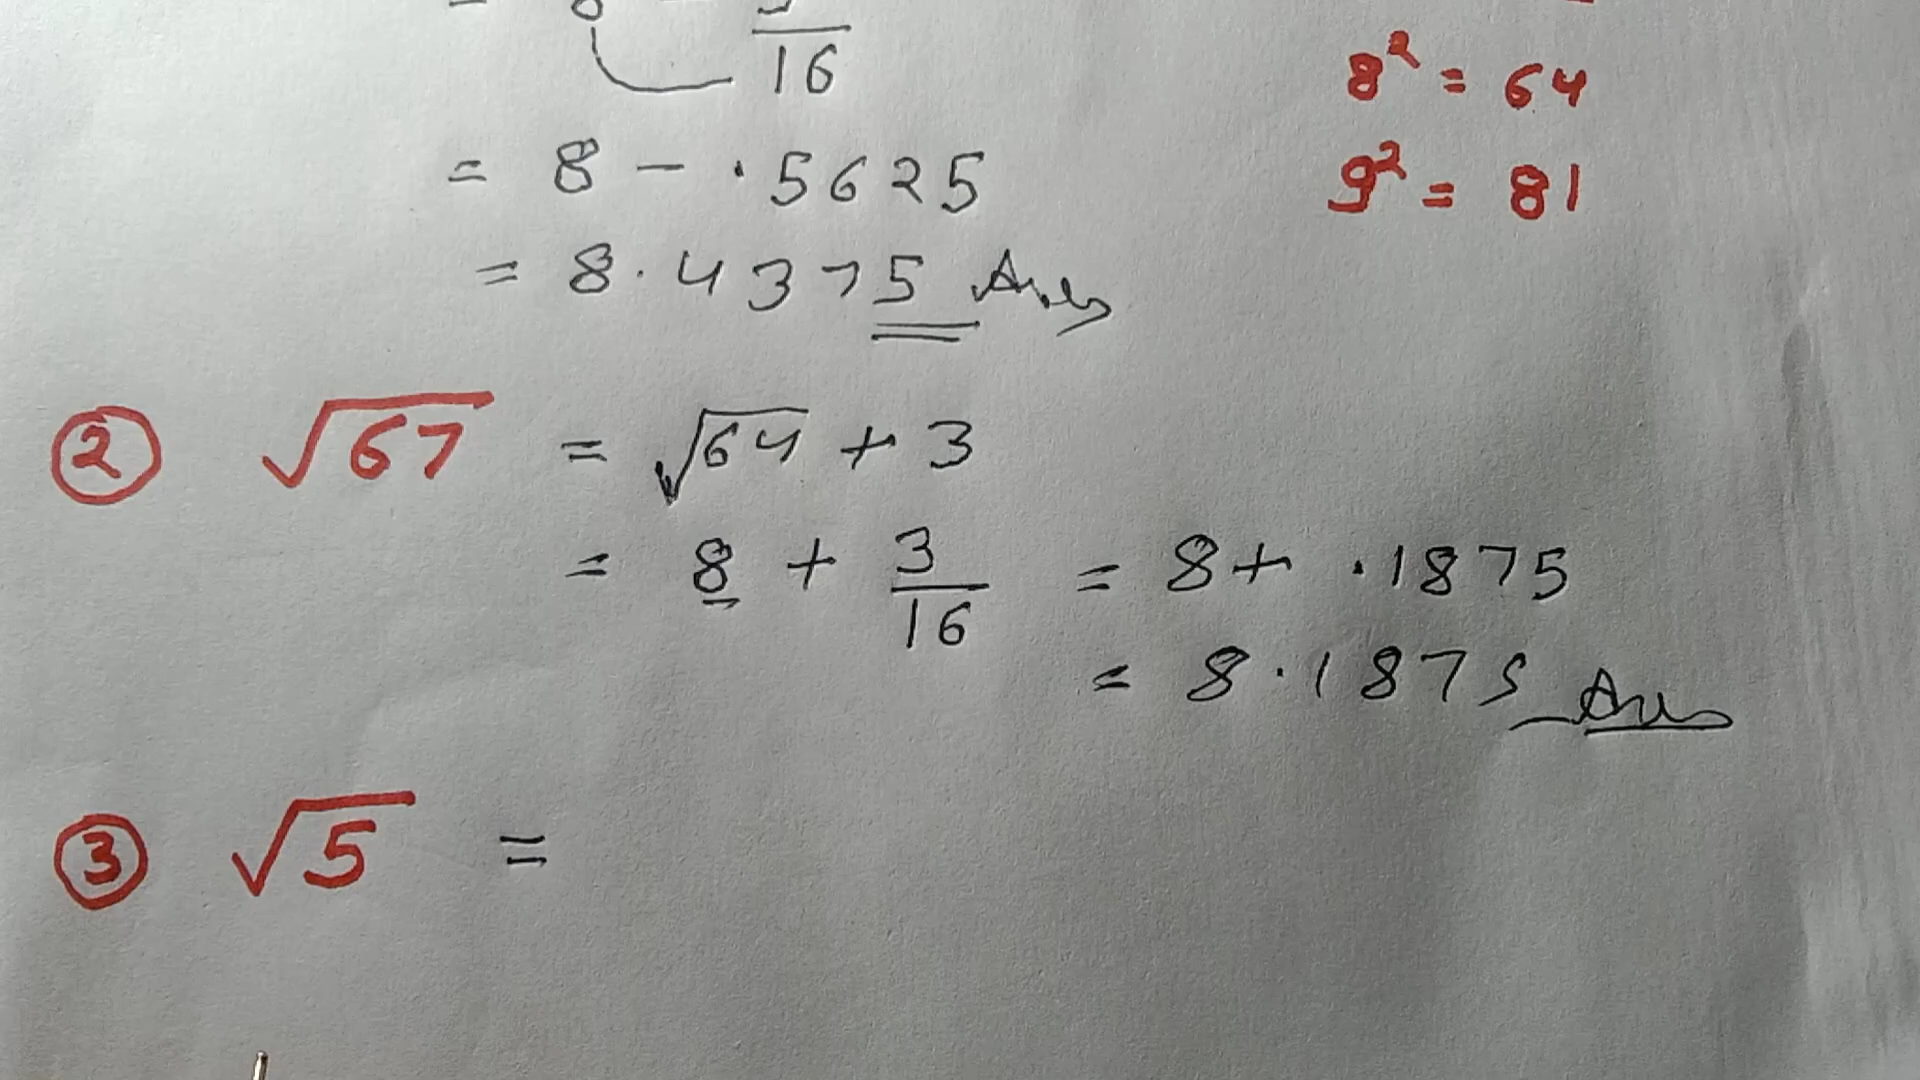 16
8² = 64
= 8 - .5625
9² = 81
= 8.4375 Ans
② √67 = √64 + 3
= 8 + 3/16 = 8 + .1875
= 8.1875 Ans
③ √5 =